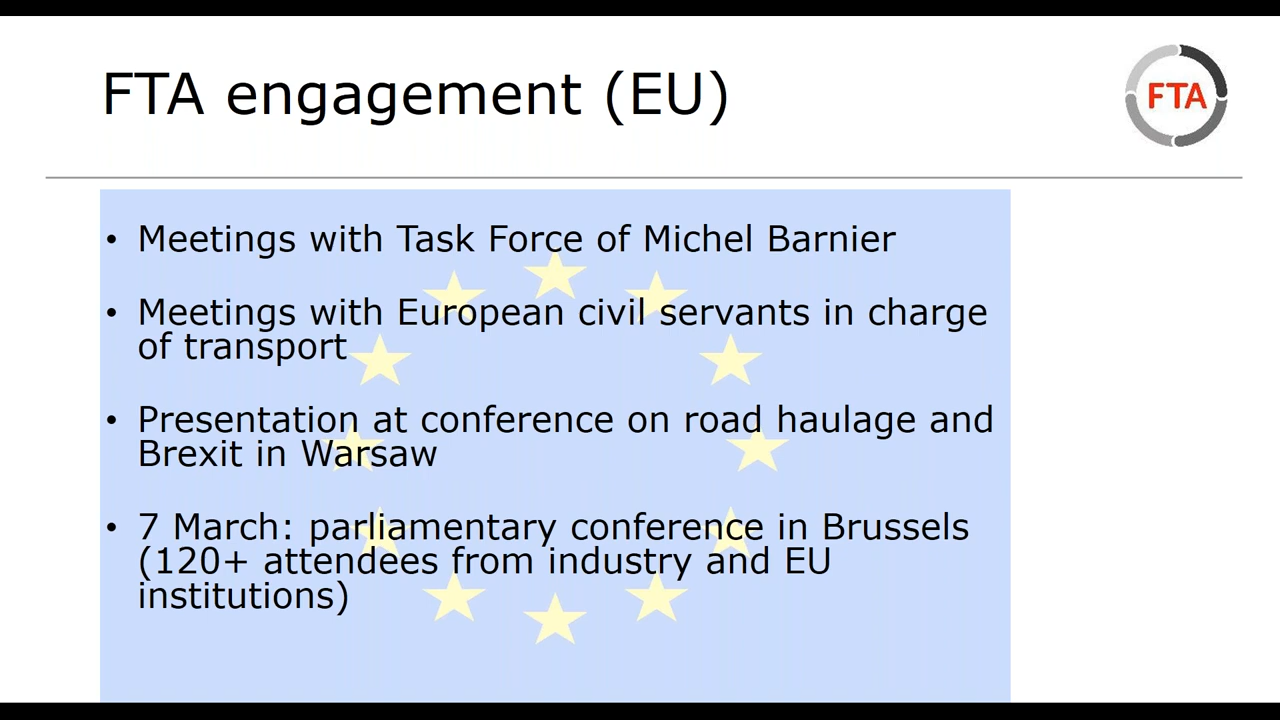 FTA engagement (EU)
FTA
• Meetings with Task Force of Michel Barnier
• Meetings with European civil servants in charge
of transport
• Presentation at conference on road haulage and
Brexit in Warsaw
• 7 March: parliamentary conference in Brussels
(120+ attendees from industry and EU
institutions)